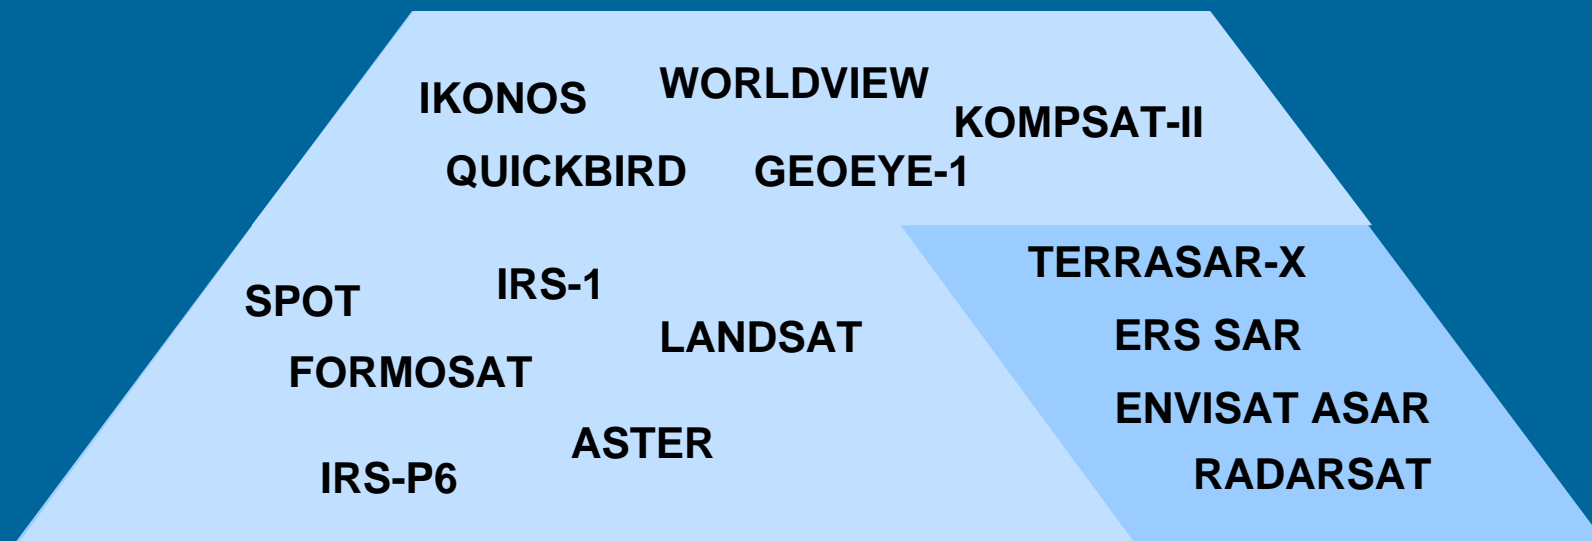 IKONOS
WORLDVIEW
KOMPSAT-II
QUICKBIRD
GEOEYE-1
SPOT
IRS-1
LANDSAT
FORMOSAT
ASTER
IRS-P6
TERRASAR-X
ERS SAR
ENVISAT ASAR
RADARSAT